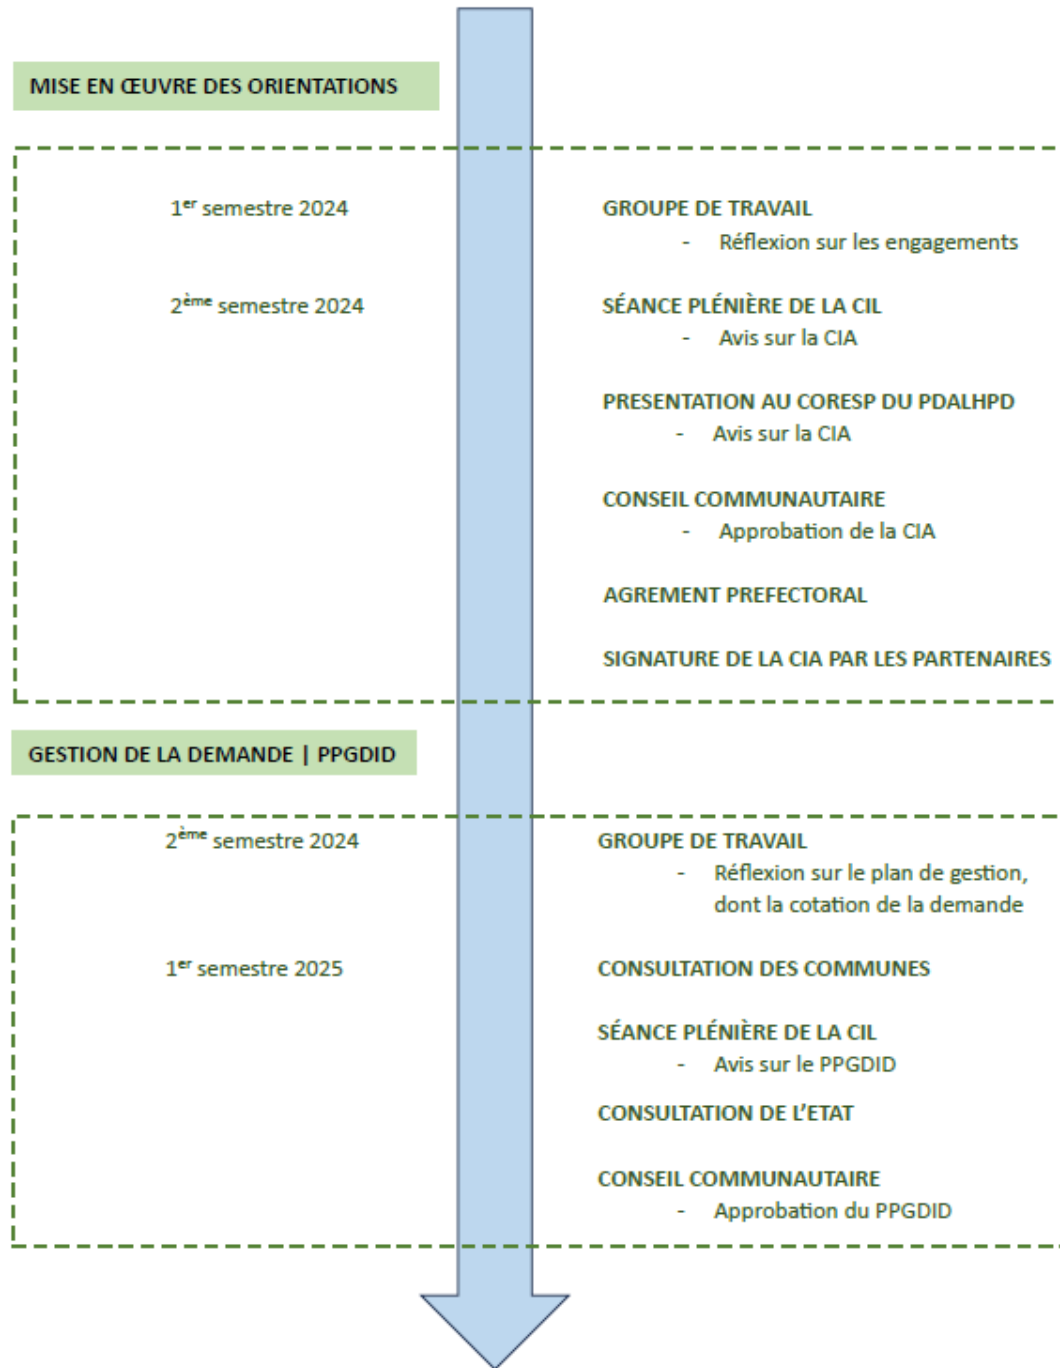 MISE EN ŒUVRE DES ORIENTATIONS
1er semestre 2024
GROUPE DE TRAVAIL
- Réflexion sur les engagements
2ème semestre 2024
SÉANCE PLÉNIÈRE DE LA CIL
- Avis sur la CIA
PRESENTATION AU CORESP DU PDALHPD
- Avis sur la CIA
CONSEIL COMMUNAUTAIRE
- Approbation de la CIA
AGREMENT PREFECTORAL
SIGNATURE DE LA CIA PAR LES PARTENAIRES
GESTION DE LA DEMANDE | PPGDID
2ème semestre 2024
GROUPE DE TRAVAIL
- Réflexion sur le plan de gestion,
dont la cotation de la demande
1er semestre 2025
CONSULTATION DES COMMUNES
SÉANCE PLÉNIÈRE DE LA CIL
- Avis sur le PPGDID
CONSULTATION DE L'ETAT
CONSEIL COMMUNAUTAIRE
- Approbation du PPGDID